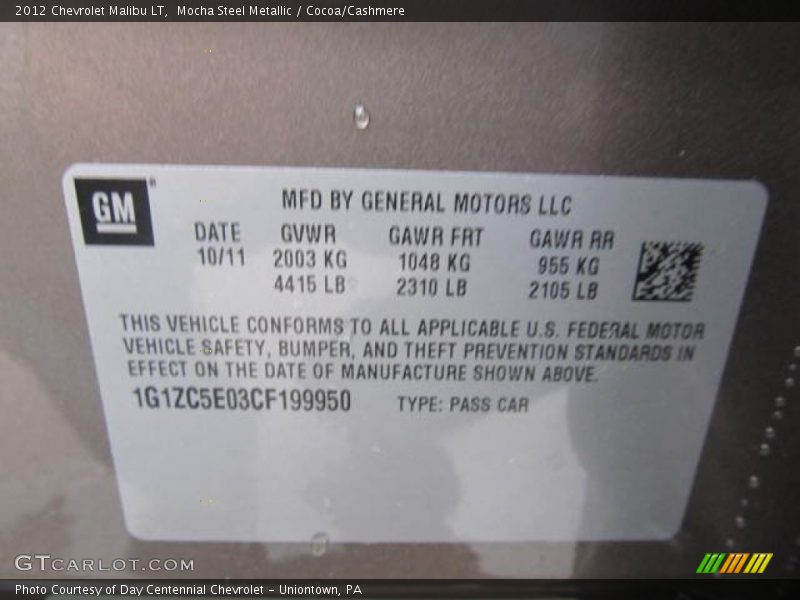 2012 Chevrolet Malibu LT, Mocha Steel Metallic / Cocoa/Cashmere
GM
MFD BY GENERAL MOTORS LLC
DATE GVWR GAWR FRT GAWR RR
10/11 2003 KG 1048 KG 955 KG
4415 LB 2310 LB 2105 LB
THIS VEHICLE CONFORMS TO ALL APPLICABLE U.S. FEDERAL MOTOR
VEHICLE SAFETY, BUMPER, AND THEFT PREVENTION STANDARDS IN
EFFECT ON THE DATE OF MANUFACTURE SHOWN ABOVE.
1G1ZC5E03CF199950 TYPE: PASS CAR
GTCARLOT.COM
Photo Courtesy of Day Centennial Chevrolet - Uniontown, PA